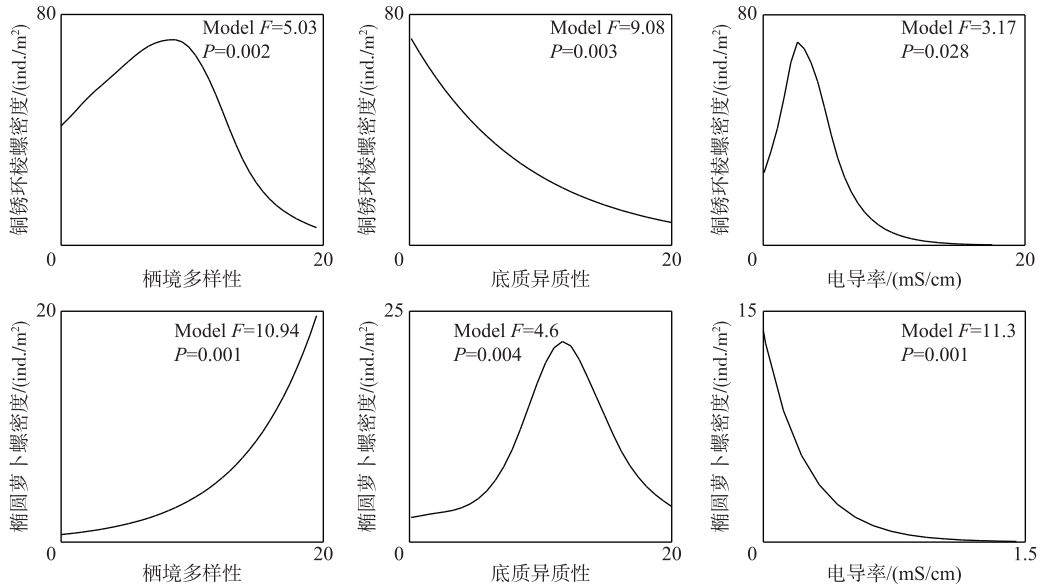 80
Model F=5.03
P=0.002
铜锈环棱螺密度/(ind./m²)
0
20
栖境多样性
80
Model F=9.08
P=0.003
铜锈环棱螺密度/(ind./m²)
0
20
底质异质性
80
Model F=3.17
P=0.028
铜锈环棱螺密度/(ind./m²)
0
20
电导率/(mS/cm)
20
Model F=10.94
P=0.001
椭圆萝卜螺密度/(ind./m²)
0
20
栖境多样性
25
Model F=4.6
P=0.004
椭圆萝卜螺密度/(ind./m²)
0
20
底质异质性
15
Model F=11.3
P=0.001
椭圆萝卜螺密度/(ind./m²)
0
1.5
电导率/(mS/cm)